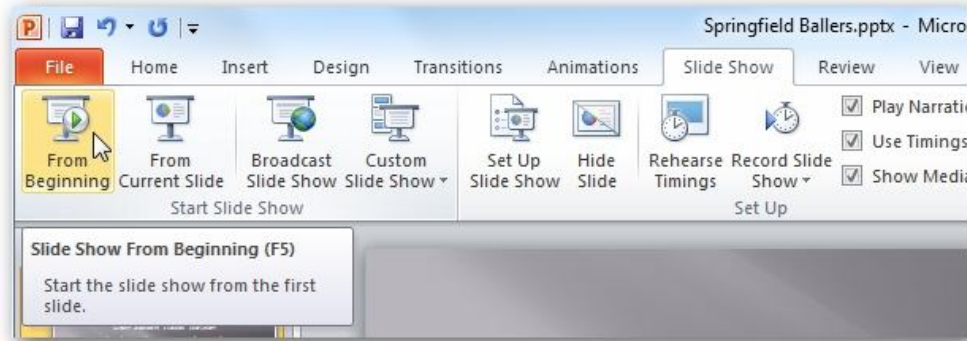 Springfield Ballers.pptx - Micro
File Home Insert Design Transitions Animations Slide Show Review View
From Beginning
From Current Slide
Broadcast Slide Show
Custom Slide Show
Set Up Slide Show
Hide Slide
Rehearse Timings
Record Slide Show
Play Narratio
Use Timings
Show Media
Start Slide Show
Set Up
Slide Show From Beginning (F5)
Start the slide show from the first
slide.